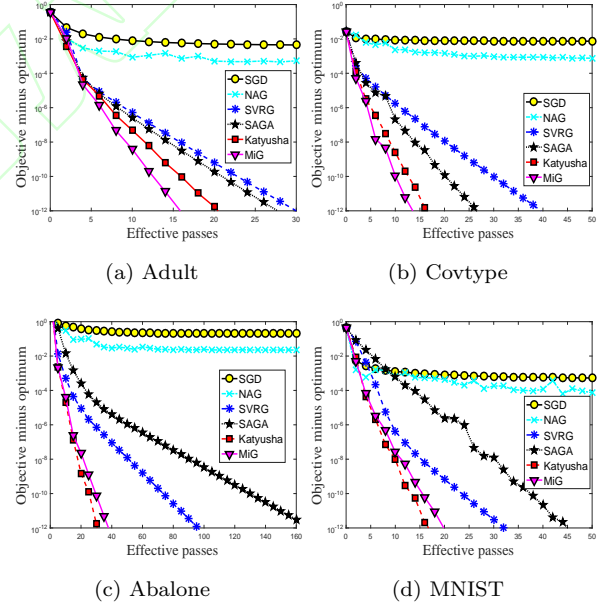 10^0
10^-2
10^-4
10^-6
10^-8
10^-10
10^-12
Objective minus optimum
SGD
NAG
SVRG
SAGA
Katyusha
MiG
0 5 10 15 20 25 30
Effective passes
(a) Adult
10^0
10^-2
10^-4
10^-6
10^-8
10^-10
10^-12
Objective minus optimum
SGD
NAG
SVRG
SAGA
Katyusha
MiG
0 5 10 15 20 25 30 35 40 45 50
Effective passes
(b) Covtype
10^0
10^-2
10^-4
10^-6
10^-8
10^-10
10^-12
Objective minus optimum
SGD
NAG
SVRG
SAGA
Katyusha
MiG
0 20 40 60 80 100 120 140 160
Effective passes
(c) Abalone
10^0
10^-2
10^-4
10^-6
10^-8
10^-10
10^-12
Objective minus optimum
SGD
NAG
SVRG
SAGA
Katyusha
MiG
0 5 10 15 20 25 30 35 40 45 50
Effective passes
(d) MNIST